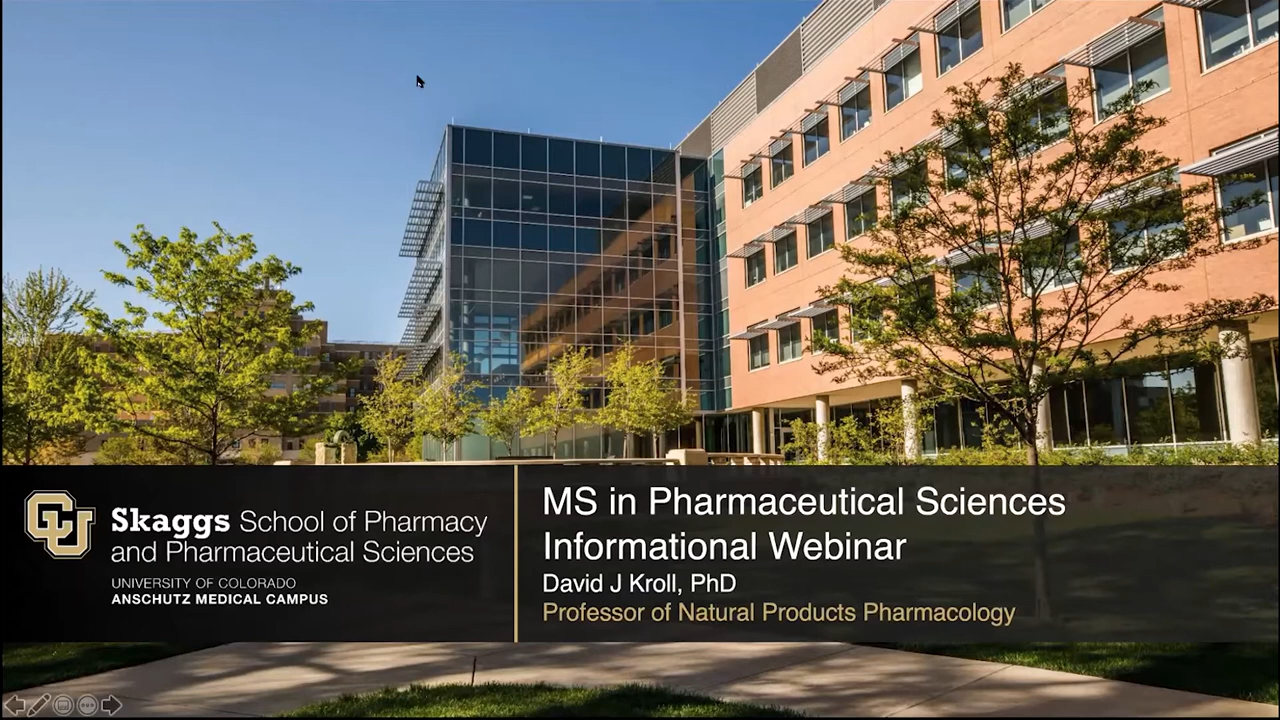 CU
Skaggs School of Pharmacy
and Pharmaceutical Sciences
UNIVERSITY OF COLORADO
ANSCHUTZ MEDICAL CAMPUS
MS in Pharmaceutical Sciences
Informational Webinar
David J Kroll, PhD
Professor of Natural Products Pharmacology